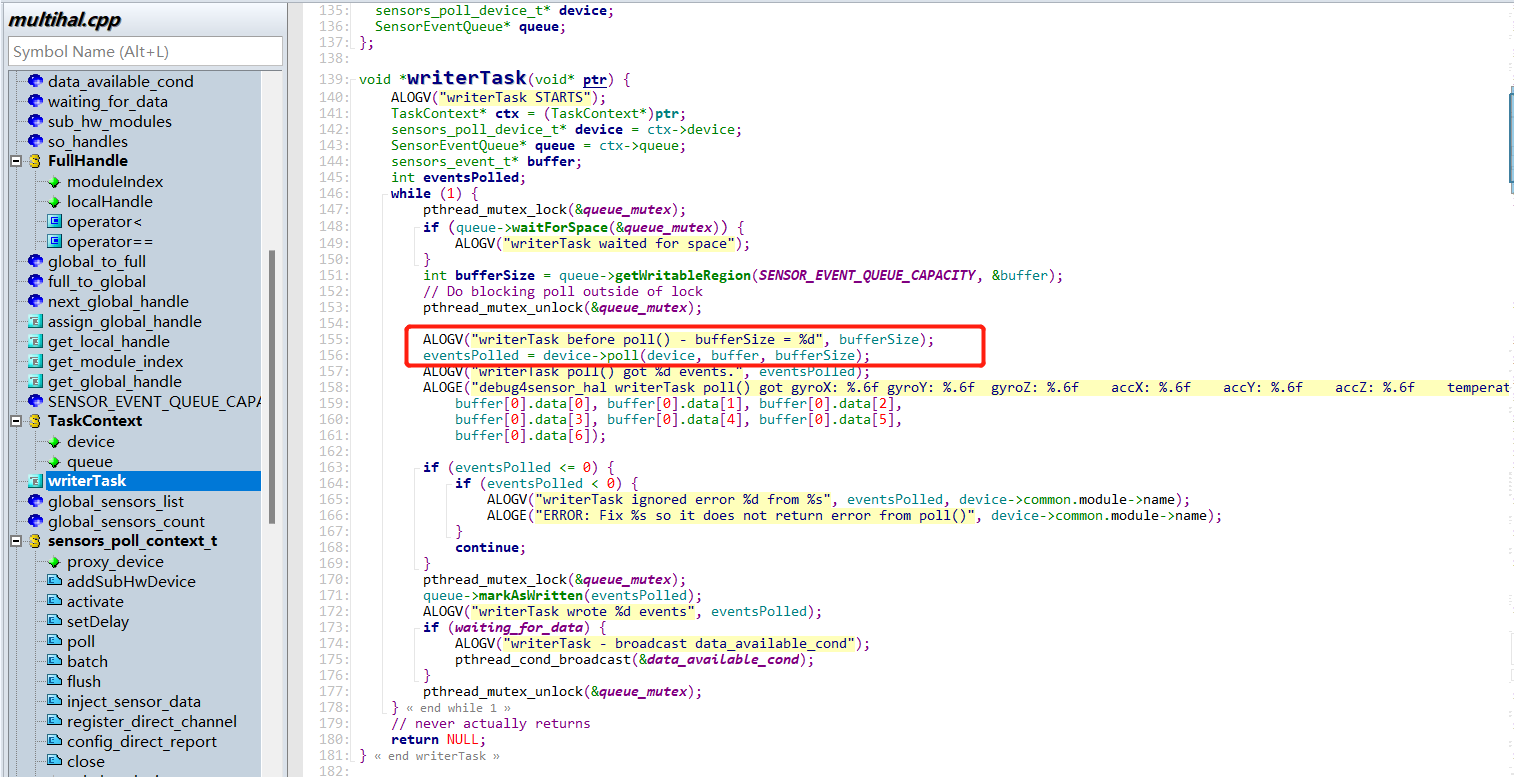 multihal.cpp
Symbol Name (Alt+L)
data_available_cond
waiting_for_data
sub_hw_modules
so_handles
FullHandle
moduleIndex
localHandle
operator<
operator==
global_to_full
full_to_global
next_global_handle
assign_global_handle
get_local_handle
get_module_index
get_global_handle
SENSOR_EVENT_QUEUE_CAPA
TaskContext
device
queue
writerTask
global_sensors_list
global_sensors_count
sensors_poll_context_t
proxy_device
addSubHwDevice
activate
setDelay
poll
batch
flush
inject_sensor_data
register_direct_channel
config_direct_report
close
135: sensors_poll_device_t* device;
136: SensorEventQueue* queue;
137: };
138:
139: void *writerTask(void* ptr) {
140: ALOGV("writerTask STARTS");
141: TaskContext* ctx = (TaskContext*)ptr;
142: sensors_poll_device_t* device = ctx->device;
143: SensorEventQueue* queue = ctx->queue;
144: sensors_event_t* buffer;
145: int eventsPolled;
146: while (1) {
147: pthread_mutex_lock(&queue_mutex);
148: if (queue->waitForSpace(&queue_mutex)) {
149: ALOGV("writerTask waited for space");
150: }
151: int bufferSize = queue->getWritableRegion(SENSOR_EVENT_QUEUE_CAPACITY, &buffer);
152: // Do blocking poll outside of lock
153: pthread_mutex_unlock(&queue_mutex);
154:
155: ALOGV("writerTask before poll() - bufferSize = %d", bufferSize);
156: eventsPolled = device->poll(device, buffer, bufferSize);
157: ALOGV("writerTask poll() got %d events.", eventsPolled);
158: ALOGE("debug4sensor_hal writerTask poll() got gyroX: %.6f gyroY: %.6f gyroZ: %.6f accX: %.6f accY: %.6f accZ: %.6f temperat
159: buffer[0].data[0], buffer[0].data[1], buffer[0].data[2],
160: buffer[0].data[3], buffer[0].data[4], buffer[0].data[5],
161: buffer[0].data[6]);
162:
163: if (eventsPolled <= 0) {
164: if (eventsPolled < 0) {
165: ALOGV("writerTask ignored error %d from %s", eventsPolled, device->common.module->name);
166: ALOGE("ERROR: Fix %s so it does not return error from poll()", device->common.module->name);
167: }
168: continue;
169: }
170: pthread_mutex_lock(&queue_mutex);
171: queue->markAsWritten(eventsPolled);
172: ALOGV("writerTask wrote %d events", eventsPolled);
173: if (waiting_for_data) {
174: ALOGV("writerTask - broadcast data_available_cond");
175: pthread_cond_broadcast(&data_available_cond);
176: }
177: pthread_mutex_unlock(&queue_mutex);
178: } « end while 1 »
179: // never actually returns
180: return NULL;
181: } « end writerTask »
182: